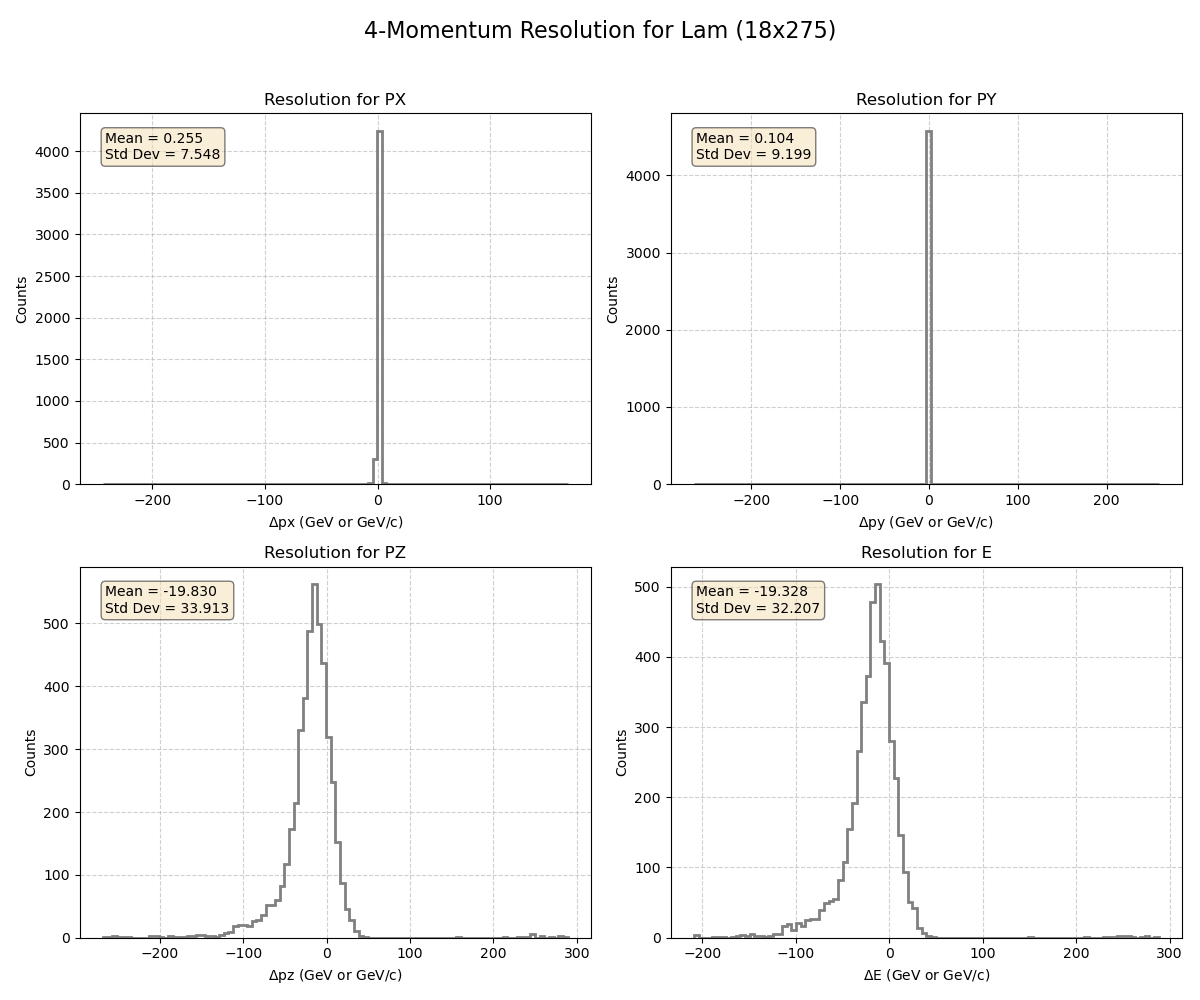 4-Momentum Resolution for Lam (18x275)
Resolution for PX
Mean = 0.255
Std Dev = 7.548
Counts
4000
3500
3000
2500
2000
1500
1000
500
0
−200
−100
0
100
Δpx (GeV or GeV/c)
Resolution for PY
Mean = 0.104
Std Dev = 9.199
Counts
4000
3000
2000
1000
0
−200
−100
0
100
200
Δpy (GeV or GeV/c)
Resolution for PZ
Mean = -19.830
Std Dev = 33.913
Counts
500
400
300
200
100
0
−200
−100
0
100
200
300
Δpz (GeV or GeV/c)
Resolution for E
Mean = -19.328
Std Dev = 32.207
Counts
500
400
300
200
100
0
−200
−100
0
100
200
300
ΔE (GeV or GeV/c)